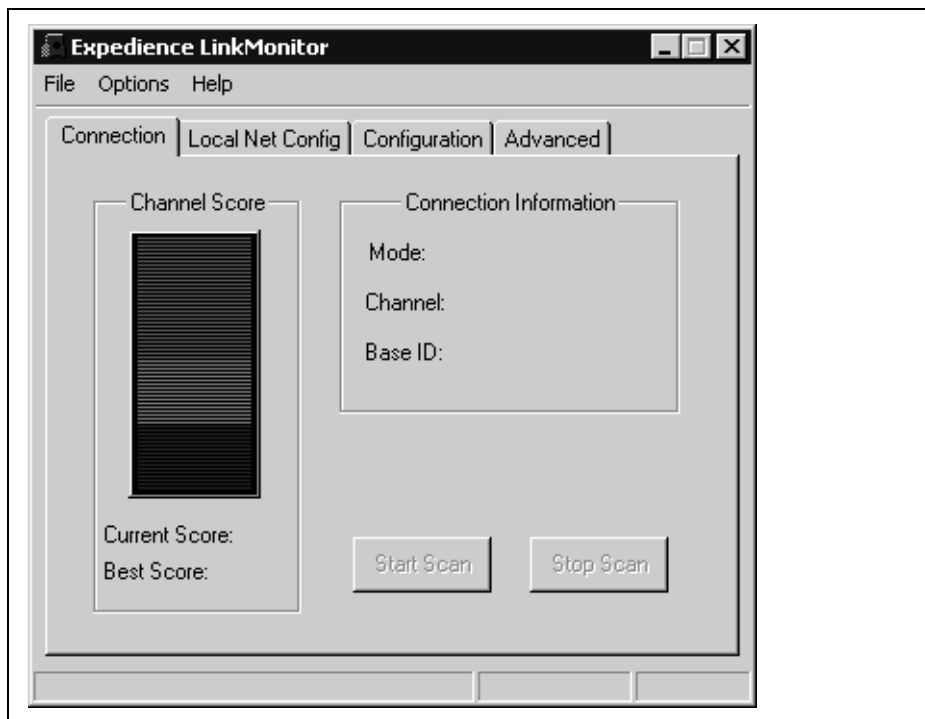 Expedience LinkMonitor
File Options Help
Connection Local Net Config Configuration Advanced
Channel Score
Connection Information
Mode:
Channel:
Base ID:
Current Score:
Best Score:
Start Scan Stop Scan